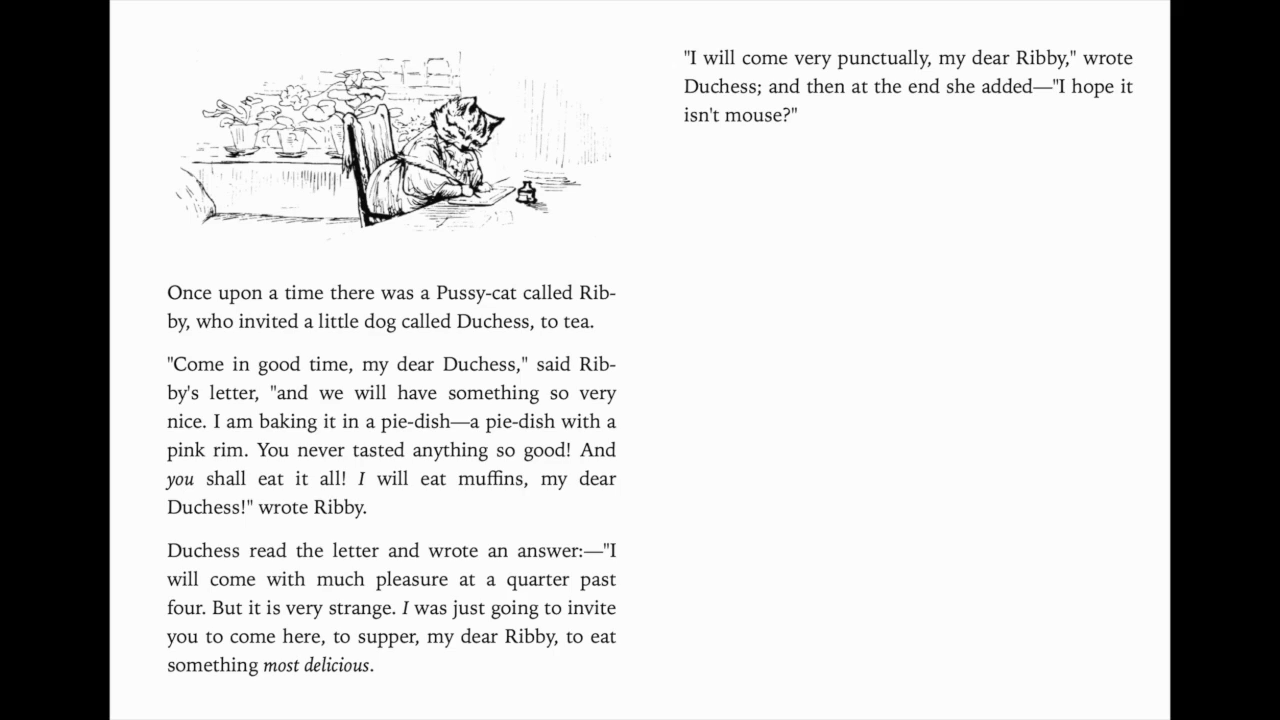 Once upon a time there was a Pussy-cat called Rib-
by, who invited a little dog called Duchess, to tea.
"Come in good time, my dear Duchess," said Rib-
by's letter, "and we will have something so very
nice. I am baking it in a pie-dish—a pie-dish with a
pink rim. You never tasted anything so good! And
you shall eat it all! I will eat muffins, my dear
Duchess!" wrote Ribby.
Duchess read the letter and wrote an answer:—"I
will come with much pleasure at a quarter past
four. But it is very strange. I was just going to invite
you to come here, to supper, my dear Ribby, to eat
something most delicious.
"I will come very punctually, my dear Ribby," wrote
Duchess; and then at the end she added—"I hope it
isn't mouse?"